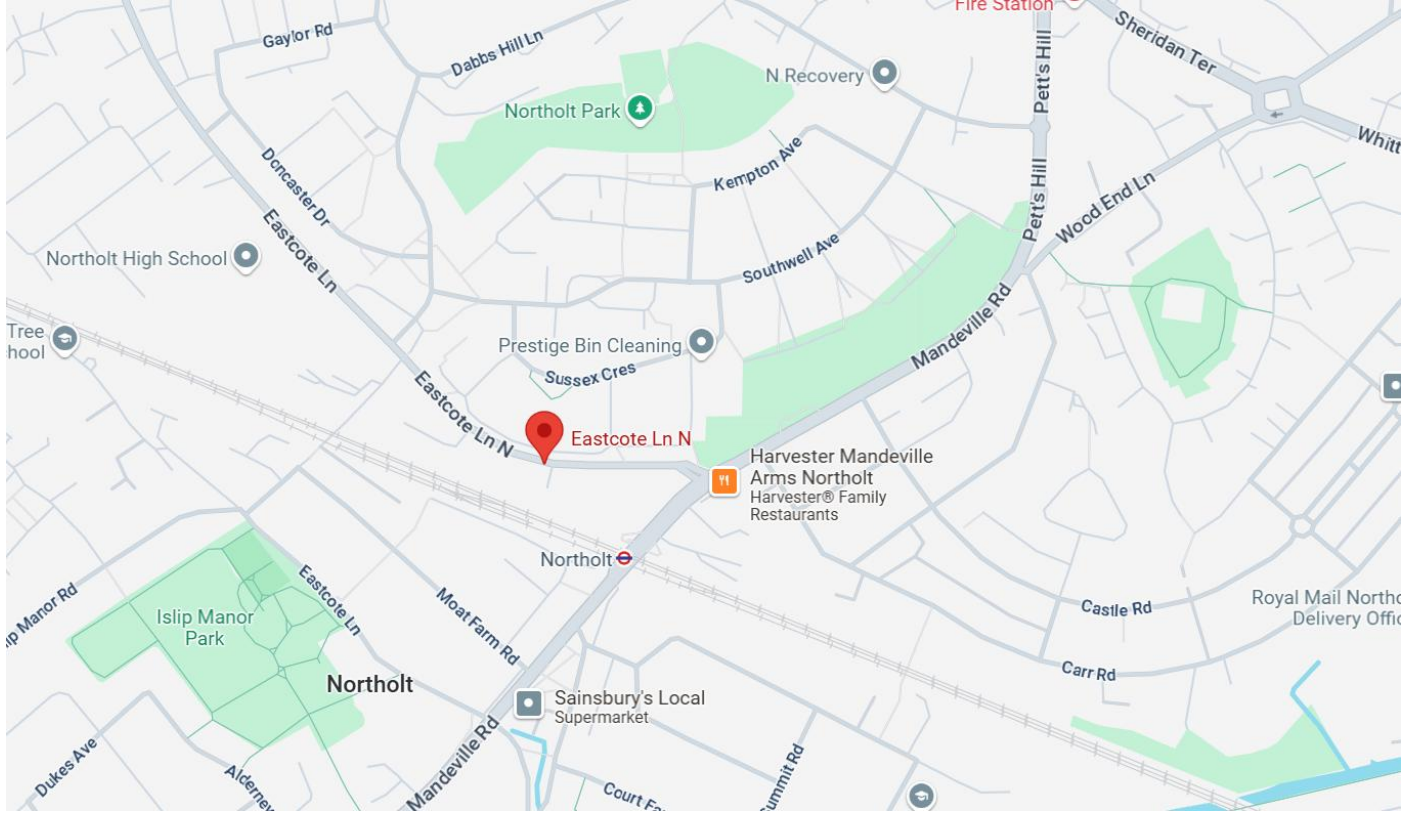 Fire Station
Sheridan Ter
Gaylor Rd
Dabbs Hill Ln
N Recovery
Pett's Hill
Northolt Park
Whitt
Doncaster Dr
Kempton Ave
Pett's Hill
Wood End Ln
Eastcote Ln
Northolt High School
Southwell Ave
Mandeville Rd
Tree
hool
Prestige Bin Cleaning
Sussex Cres
Eastcote Ln N
Eastcote Ln N
Harvester Mandeville
Arms Northolt
Harvester® Family
Restaurants
Northolt
ip Manor Rd
Islip Manor
Park
Eastcote Ln
Moat Farm Rd
Castle Rd
Royal Mail Northo
Delivery Offic
Carr Rd
Northolt
Sainsbury's Local
Supermarket
Dukes Ave
Alderney
Mandeville Rd
Court Fa
ummit Rd